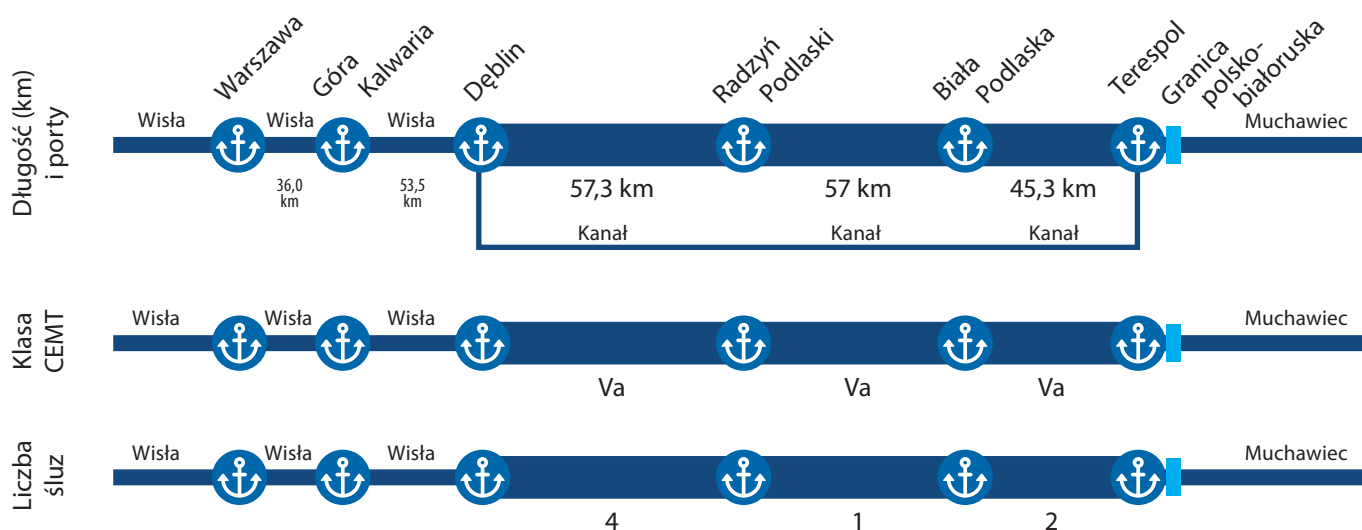 Długość (km)
i porty
Warszawa
Góra
Kalwaria
Dęblin
Radzyń
Podlaski
Biała
Podlaska
Terespol
Granica
polsko-
białoruska
Wisła
Wisła
Wisła
Muchawiec
36,0
km
53,5
km
57,3 km
57 km
45,3 km
Kanał
Kanał
Kanał
Klasa
CEMT
Wisła
Wisła
Wisła
Muchawiec
Va
Va
Va
Liczba
śluz
Wisła
Wisła
Wisła
Muchawiec
4
1
2